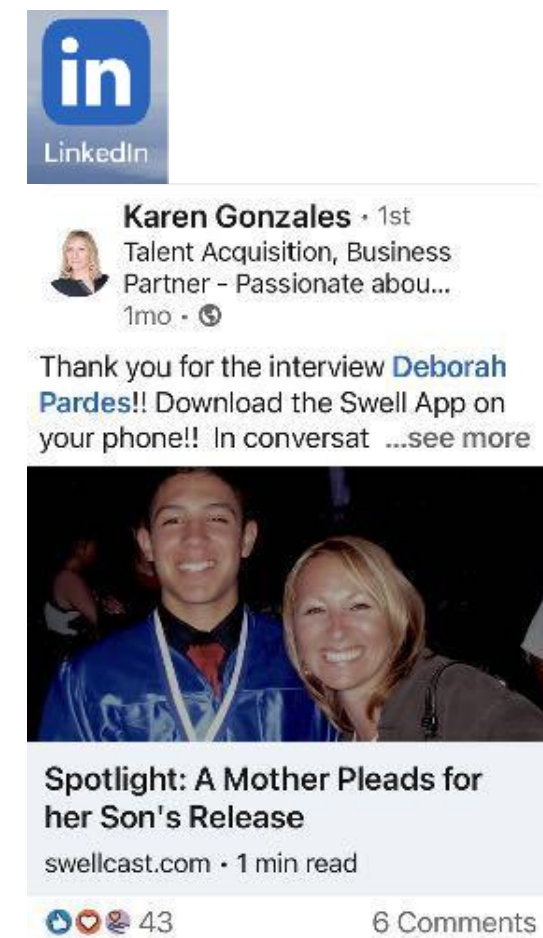 in
LinkedIn
Karen Gonzales · 1st
Talent Acquisition, Business
Partner - Passionate abou...
1mo ·
Thank you for the interview Deborah
Pardes!! Download the Swell App on
your phone!! In conversat ...see more
Spotlight: A Mother Pleads for
her Son's Release
swellcast.com · 1 min read
43 6 Comments